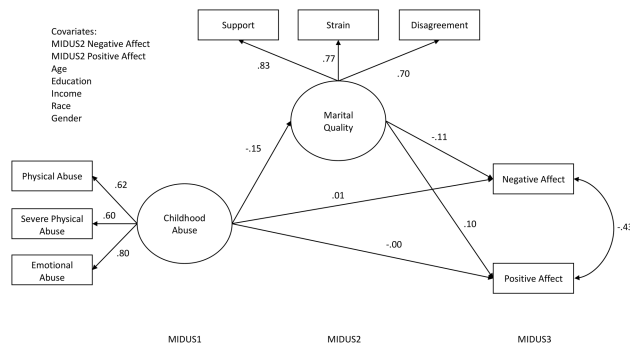 Covariates:
MIDUS2 Negative Affect
MIDUS2 Positive Affect
Age
Education
Income
Race
Gender
Support
Strain
Disagreement
.83
.77
.70
Marital
Quality
-.15
-.11
Physical Abuse
Negative Affect
.62
.01
Severe Physical
Abuse
.60
Childhood
Abuse
.10
-.43
.80
-.00
Emotional
Abuse
Positive Affect
MIDUS1
MIDUS2
MIDUS3